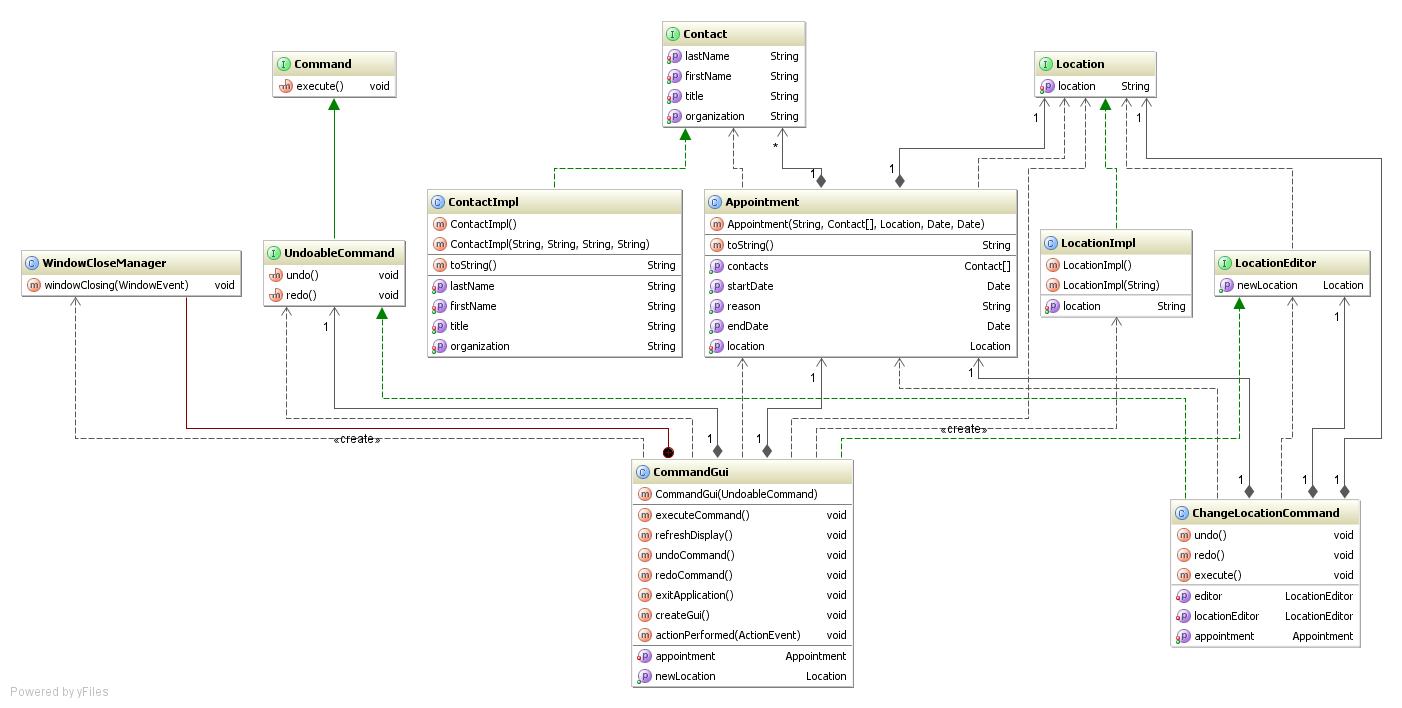 Contact
lastName String
firstName String
title String
organization String
Command
execute() void
Location
location String
1
1
*
1
1
ContactImpl
ContactImpl()
ContactImpl(String, String, String, String)
toString() String
lastName String
firstName String
title String
organization String
Appointment
Appointment(String, Contact[], Location, Date, Date)
toString() String
contacts Contact[]
startDate Date
reason String
endDate Date
location Location
LocationImpl
LocationImpl()
LocationImpl(String)
location String
UndoableCommand
undo() void
redo() void
WindowCloseManager
windowClosing(WindowEvent) void
LocationEditor
newLocation Location
1
1
1
1
«create»
«create»
1
1
1
1
1
CommandGui
CommandGui(UndoableCommand)
executeCommand() void
refreshDisplay() void
undoCommand() void
redoCommand() void
exitApplication() void
createGui() void
actionPerformed(ActionEvent) void
appointment Appointment
newLocation Location
ChangeLocationCommand
undo() void
redo() void
execute() void
editor LocationEditor
locationEditor LocationEditor
appointment Appointment
Powered by yFiles